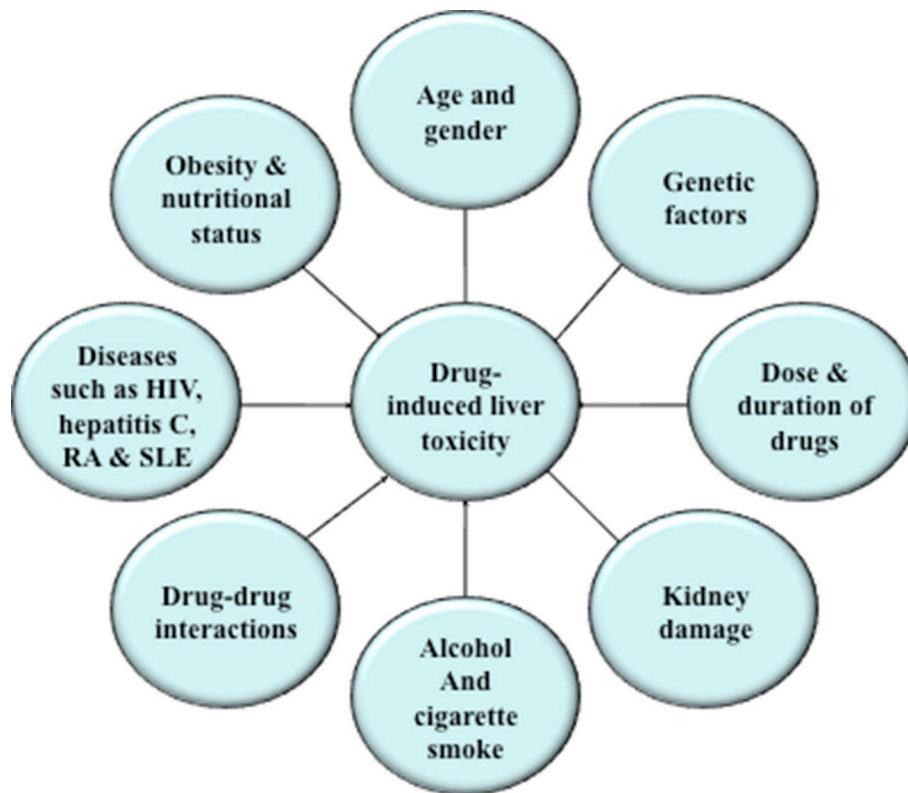 Age and
gender
Obesity &
nutritional
status
Genetic
factors
Diseases
such as HIV,
hepatitis C,
RA & SLE
Drug-
induced liver
toxicity
Dose &
duration of
drugs
Drug-drug
interactions
Kidney
damage
Alcohol
And
cigarette
smoke